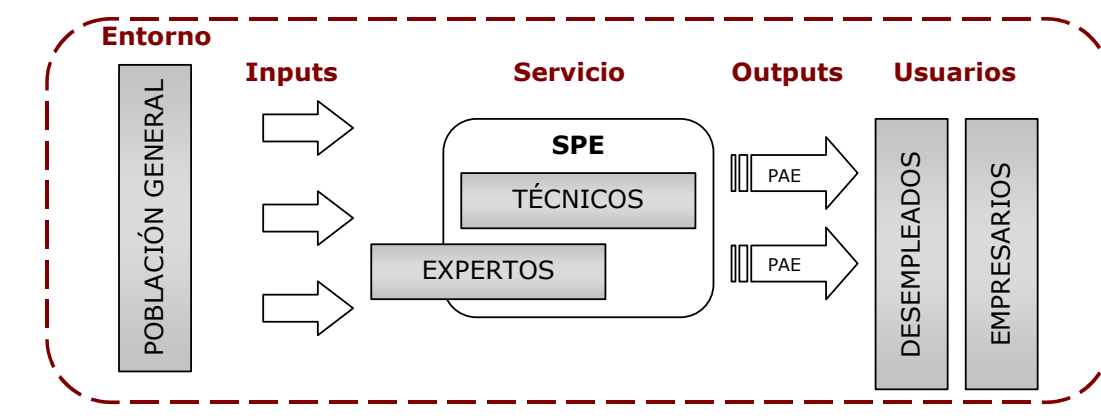 Entorno
Inputs
Servicio
Outputs
Usuarios
POBLACIÓN GENERAL
SPE
TÉCNICOS
EXPERTOS
PAE
PAE
DESEMPLEADOS
EMPRESARIOS